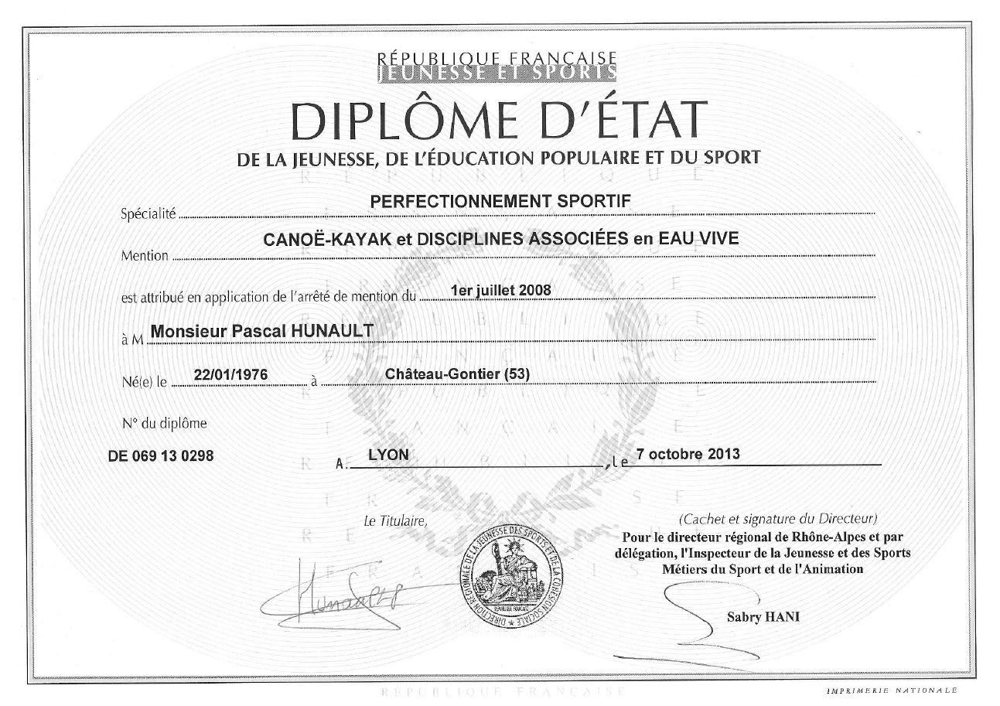 RÉPUBLIQUE FRANÇAISE
JEUNESSE ET SPORTS
DIPLÔME D'ÉTAT
DE LA JEUNESSE, DE L'ÉDUCATION POPULAIRE ET DU SPORT
Spécialité PERFECTIONNEMENT SPORTIF
Mention CANOË-KAYAK et DISCIPLINES ASSOCIÉES en EAU VIVE
est attribué en application de l'arrêté de mention du 1er juillet 2008
à M Monsieur Pascal HUNAULT
Né(e) le 22/01/1976 à Château-Gontier (53)
N° du diplôme
DE 069 13 0298 A. LYON , le 7 octobre 2013
Le Titulaire,
(Cachet et signature du Directeur)
Pour le directeur régional de Rhône-Alpes et par
délégation, l'Inspecteur de la Jeunesse et des Sports
Métiers du Sport et de l'Animation
Hunault P
DIRECTION RÉGIONALE DE LA JEUNESSE DES SPORTS ET DE LA COHÉSION SOCIALE
RÉPUBLIQUE FRANÇAISE
Sabry HANI
RÉPUBLIQUE FRANÇAISE
IMPRIMERIE NATIONALE